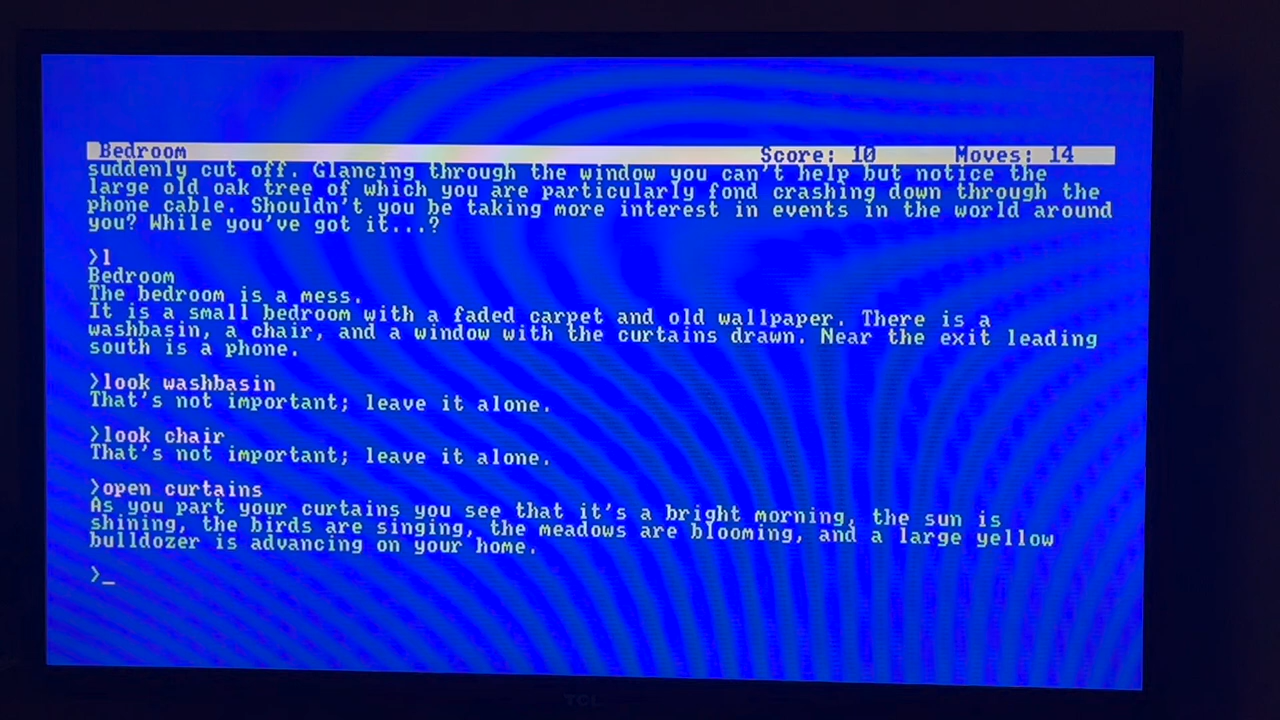 Bedroom Score: 10 Moves: 14
suddenly cut off. Glancing through the window you can't help but notice the
large old oak tree of which you are particularly fond crashing down through the
phone cable. Shouldn't you be taking more interest in events in the world around
you? While you've got it...?
>l
Bedroom
The bedroom is a mess.
It is a small bedroom with a faded carpet and old wallpaper. There is a
washbasin, a chair, and a window with the curtains drawn. Near the exit leading
south is a phone.
>look washbasin
That's not important; leave it alone.
>look chair
That's not important; leave it alone.
>open curtains
As you part your curtains you see that it's a bright morning, the sun is
shining, the birds are singing, the meadows are blooming, and a large yellow
bulldozer is advancing on your home.
>_
TCL